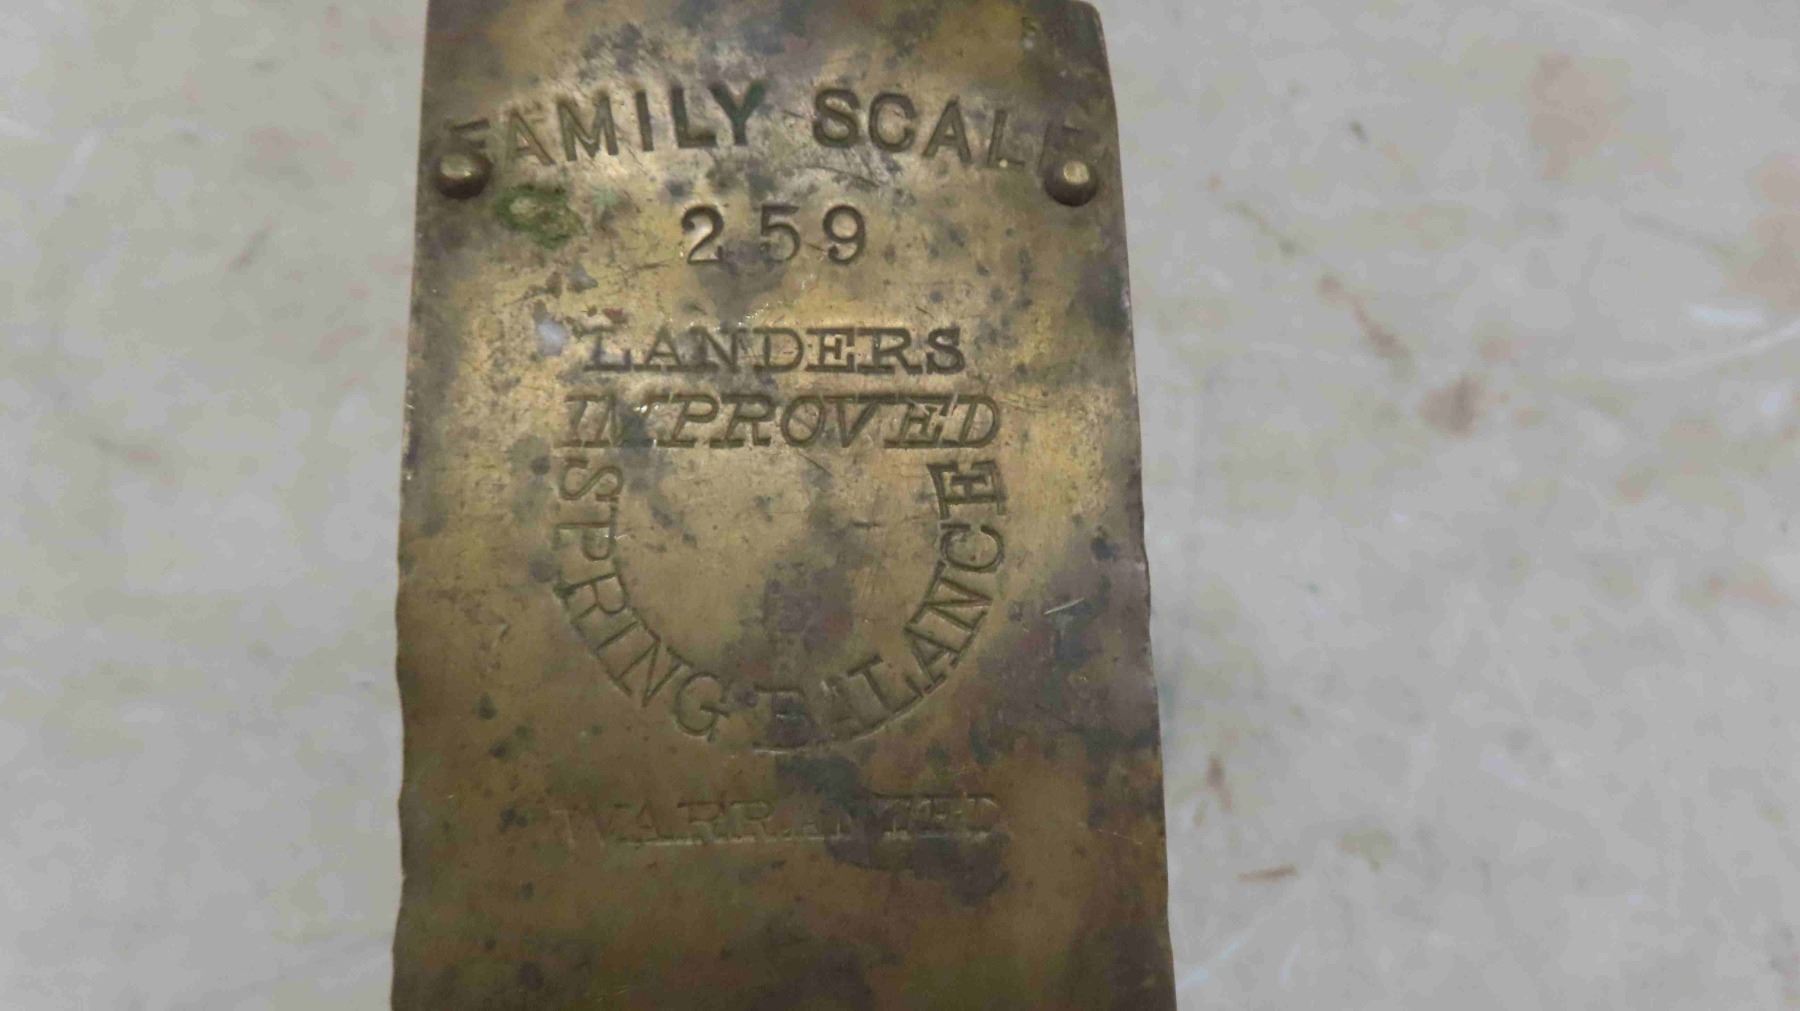 FAMILY SCALE
259
LANDERS
IMPROVED
SPRING BALANCE
WARRANTED